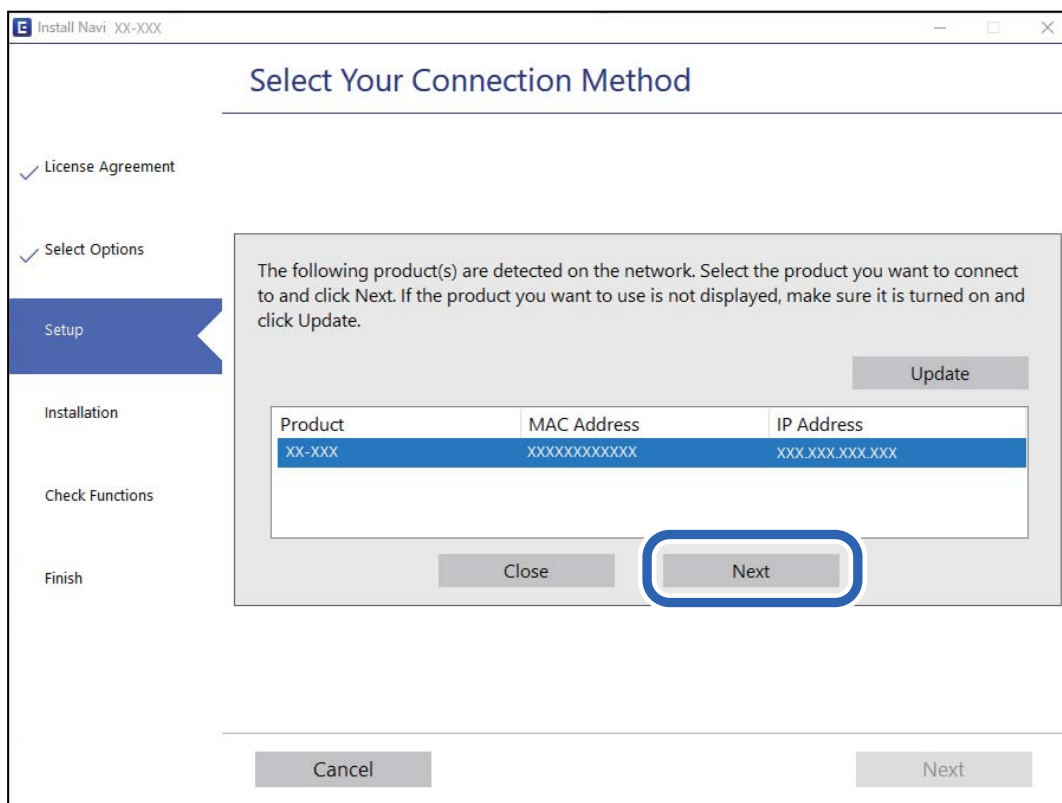 E Install Navi XX-XXX
Select Your Connection Method
License Agreement
Select Options
Setup
Installation
Check Functions
Finish
The following product(s) are detected on the network. Select the product you want to connect
to and click Next. If the product you want to use is not displayed, make sure it is turned on and
click Update.
Update
Product MAC Address IP Address
XX-XXX XXXXXXXXXXXX XXX.XXX.XXX.XXX
Close Next
Cancel Next